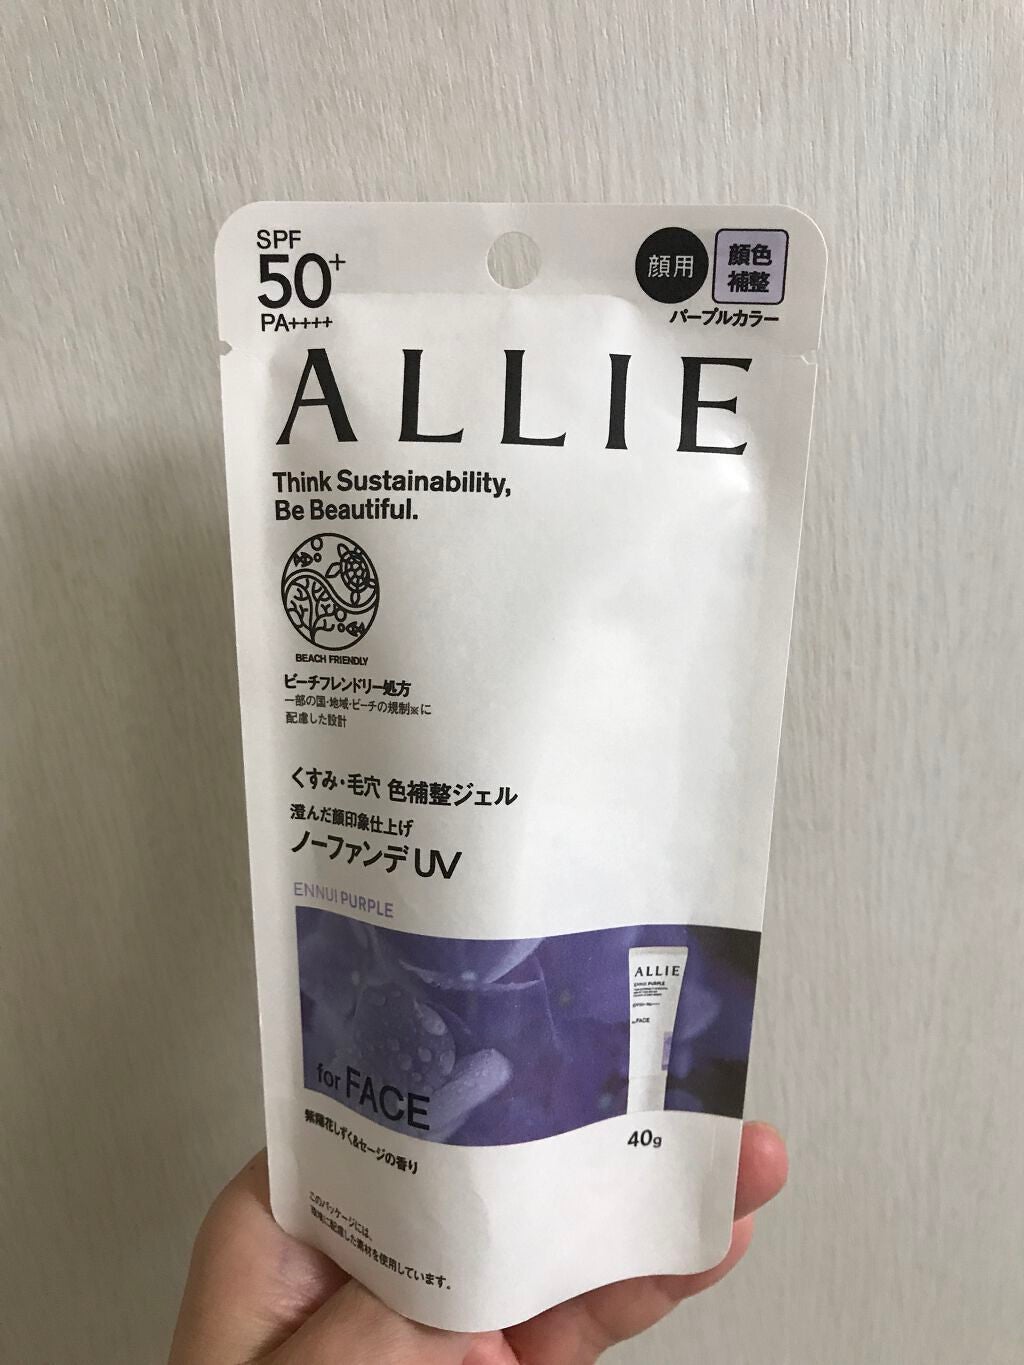 SPF
50+
PA++++
顔用
顔色
補整
パープルカラー
ALLIE
Think Sustainability,
Be Beautiful.
BEACH FRIENDLY
ビーチフレンドリー処方
一部の国・地域・ビーチの規制※に
配慮した設計
くすみ・毛穴 色補整ジェル
澄んだ顔印象仕上げ
ノーファンデUV
ENNUI PURPLE
ALLIE
ENNUI PURPLE
for FACE
for FACE
40g
紫陽花しずく&セージの香り
このパッケージには、
環境に配慮した素材を使用しています。